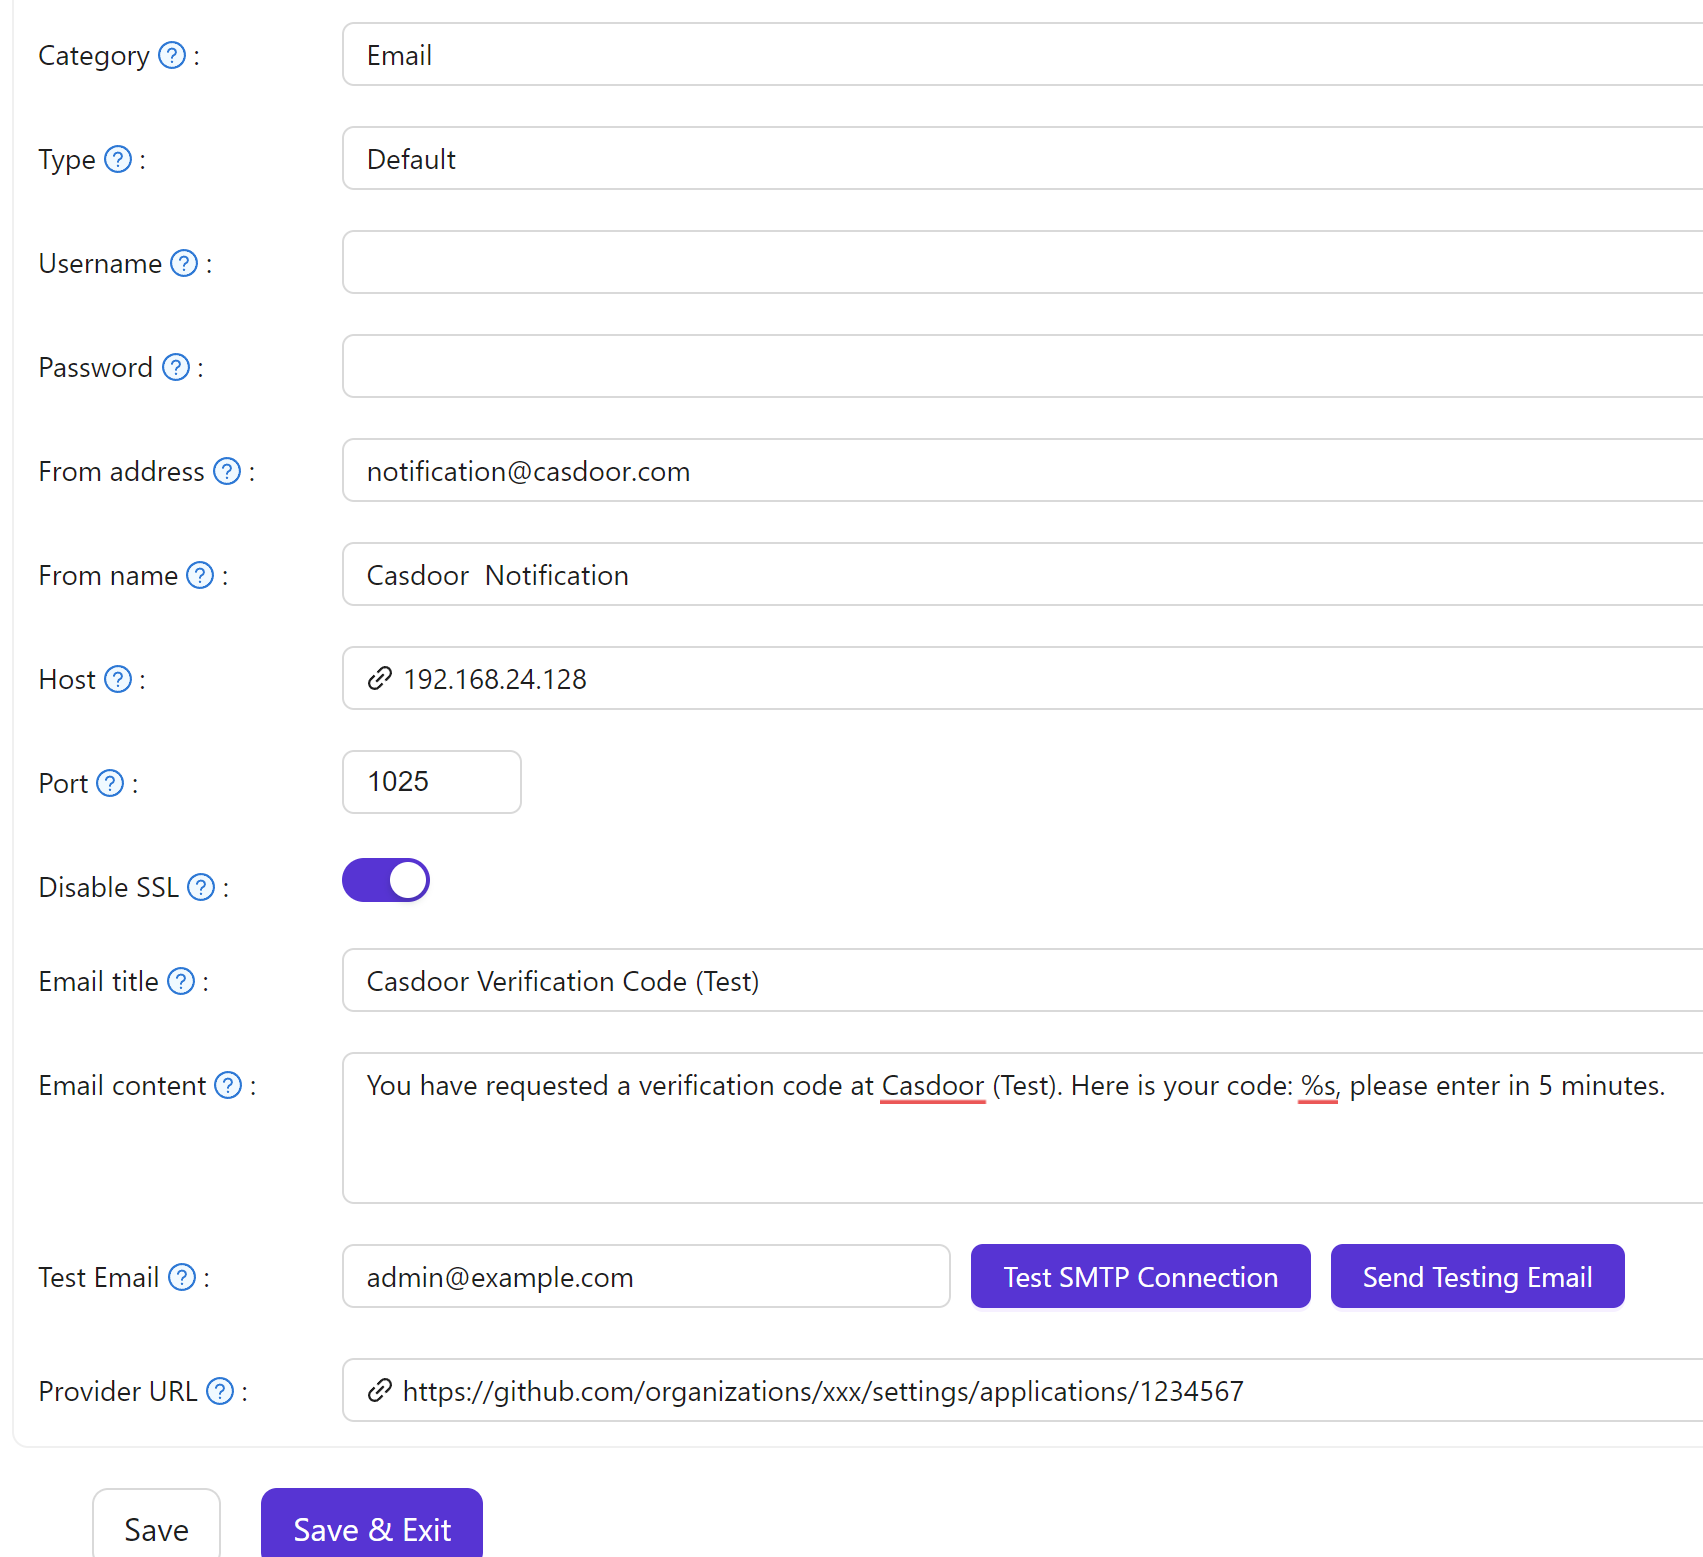 Category ? : Email
Type ? : Default
Username ? :
Password ? :
From address ? : notification@casdoor.com
From name ? : Casdoor  Notification
Host ? : 192.168.24.128
Port ? : 1025
Disable SSL ? :
Email title ? : Casdoor Verification Code (Test)
Email content ? : You have requested a verification code at Casdoor (Test). Here is your code: %s, please enter in 5 minutes.
Test Email ? : admin@example.com Test SMTP Connection Send Testing Email
Provider URL ? : https://github.com/organizations/xxx/settings/applications/1234567
Save Save & Exit